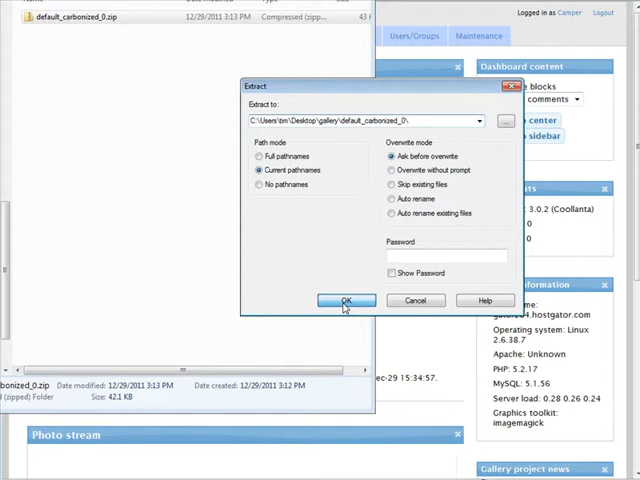 Logged in as Camper Logout
default_carbonized_0.zip 12/29/2011 3:13 PM Compressed (zipp... 43
Users/Groups Maintenance
Dashboard content
Extract
Extract to:
C:\Users\tim\Desktop\gallery\default_carbonized_0\
...
Path mode
Full pathnames
Current pathnames
No pathnames
Overwrite mode
Ask before overwrite
Overwrite without prompt
Skip existing files
Auto rename
Auto rename existing files
Password
Show Password
OK Cancel Help
e blocks
comments
o center
o sidebar
nts
3.0.2 (Coollanta)
0
0
nformation
me:
hostgator.com
Operating system: Linux
2.6.38.7
Apache: Unknown
PHP: 5.2.17
MySQL: 5.1.56
Server load: 0.28 0.26 0.24
Graphics toolkit:
imagemagick
bonized_0.zip Date modified: 12/29/2011 3:13 PM Date created: 12/29/2011 3:12 PM
d (zipped) Folder Size: 42.1 KB
ec-29 15:34:57.
Photo stream
Gallery project news